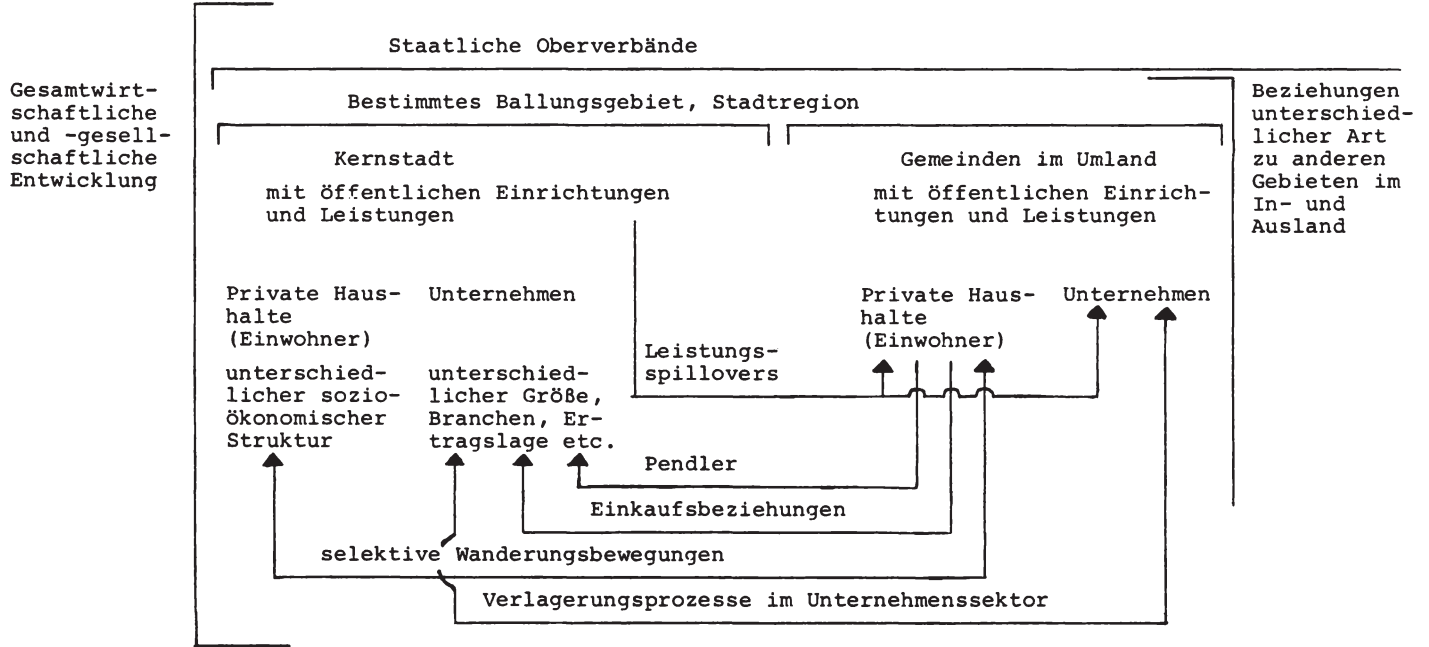 Staatliche Oberverbände
Gesamtwirt-
schaftliche
und -gesell-
schaftliche
Entwicklung
Bestimmtes Ballungsgebiet, Stadtregion
Beziehungen
unterschied-
licher Art
zu anderen
Gebieten im
In- und
Ausland
Kernstadt
mit öffentlichen Einrichtungen
und Leistungen
Gemeinden im Umland
mit öffentlichen Einrich-
tungen und Leistungen
Private Haus-
halte
(Einwohner)
unterschied-
licher sozio-
ökonomischer
Struktur
Unternehmen
unterschied-
licher Größe,
Branchen, Er-
tragslage etc.
Private Haus-
halte
(Einwohner)
Unternehmen
Leistungs-
spillovers
Pendler
Einkaufsbeziehungen
selektive Wanderungsbewegungen
Verlagerungsprozesse im Unternehmenssektor